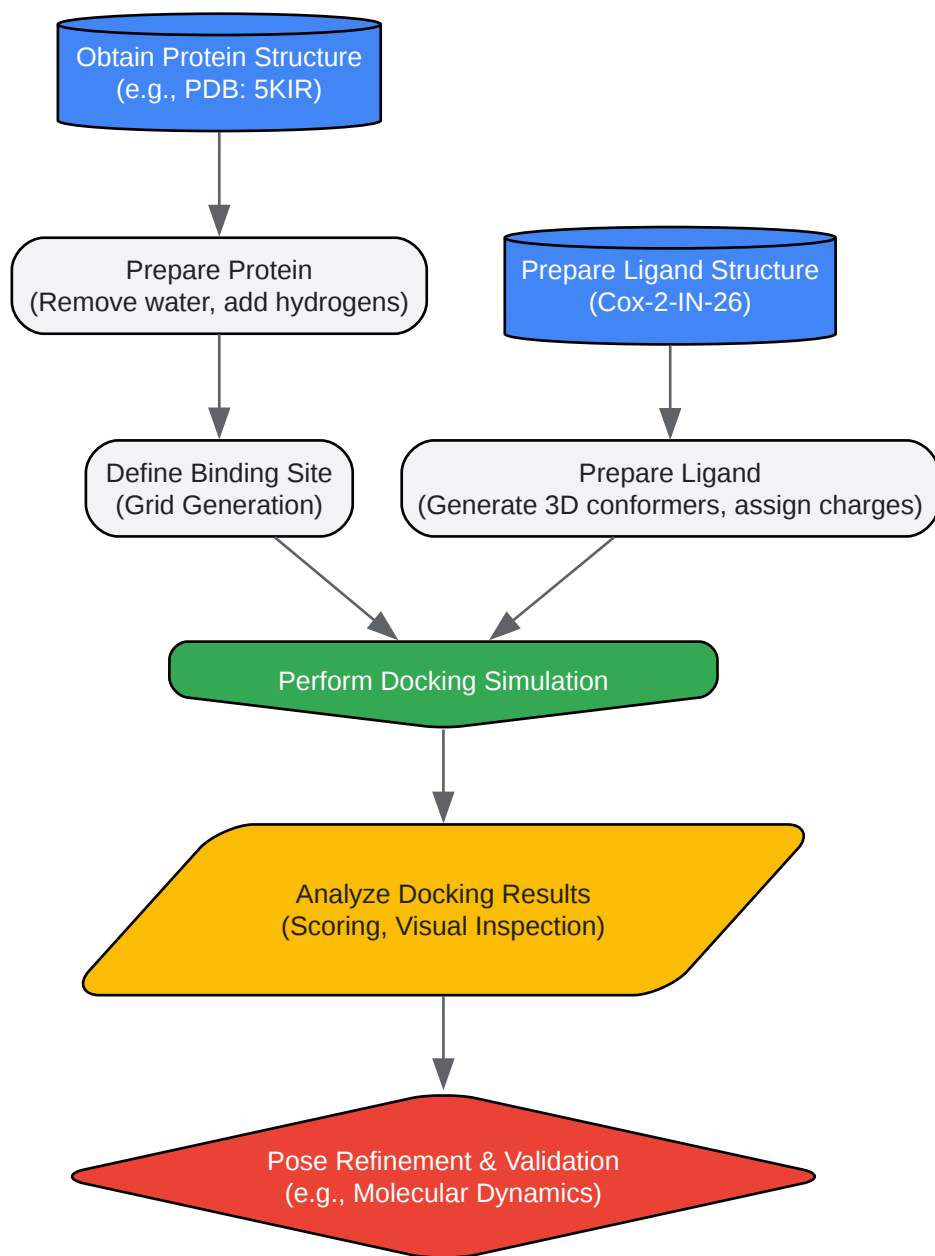 Obtain Protein Structure
(e.g., PDB: 5KIR)
Prepare Protein
(Remove water, add hydrogens)
Prepare Ligand Structure
(Cox-2-IN-26)
Define Binding Site
(Grid Generation)
Prepare Ligand
(Generate 3D conformers, assign charges)
Perform Docking Simulation
Analyze Docking Results
(Scoring, Visual Inspection)
Pose Refinement & Validation
(e.g., Molecular Dynamics)